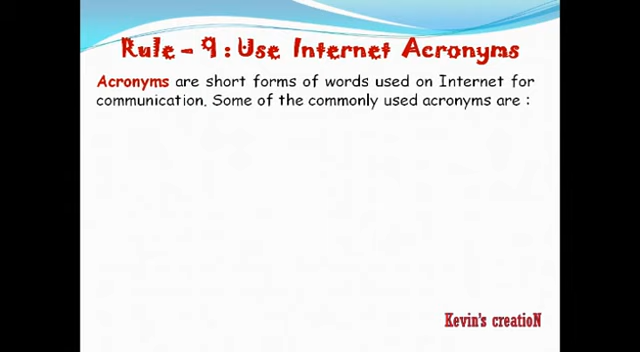 Rule - 9 : Use Internet Acronyms
Acronyms are short forms of words used on Internet for
communication. Some of the commonly used acronyms are :
Kevin's creatioN